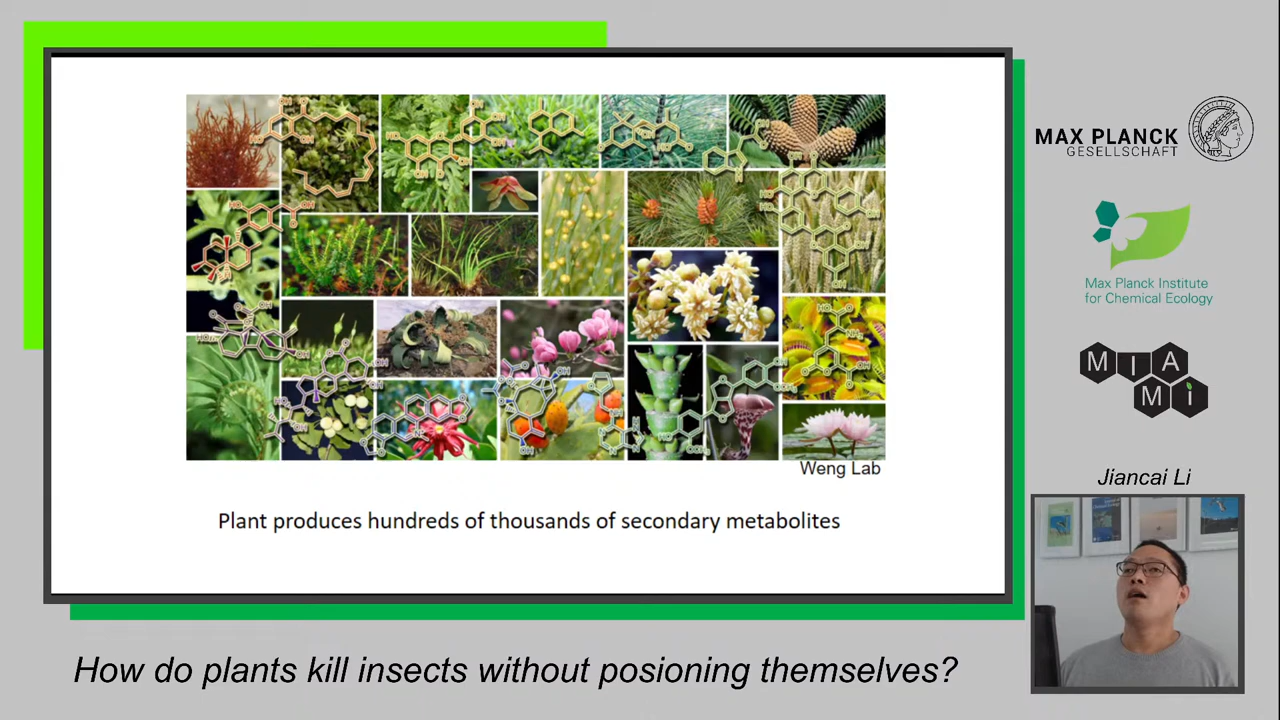 MAX PLANCK
GESELLSCHAFT
Max Planck Institute
for Chemical Ecology
M I A
M i
Weng Lab
Plant produces hundreds of thousands of secondary metabolites
Jiancai Li
How do plants kill insects without posioning themselves?